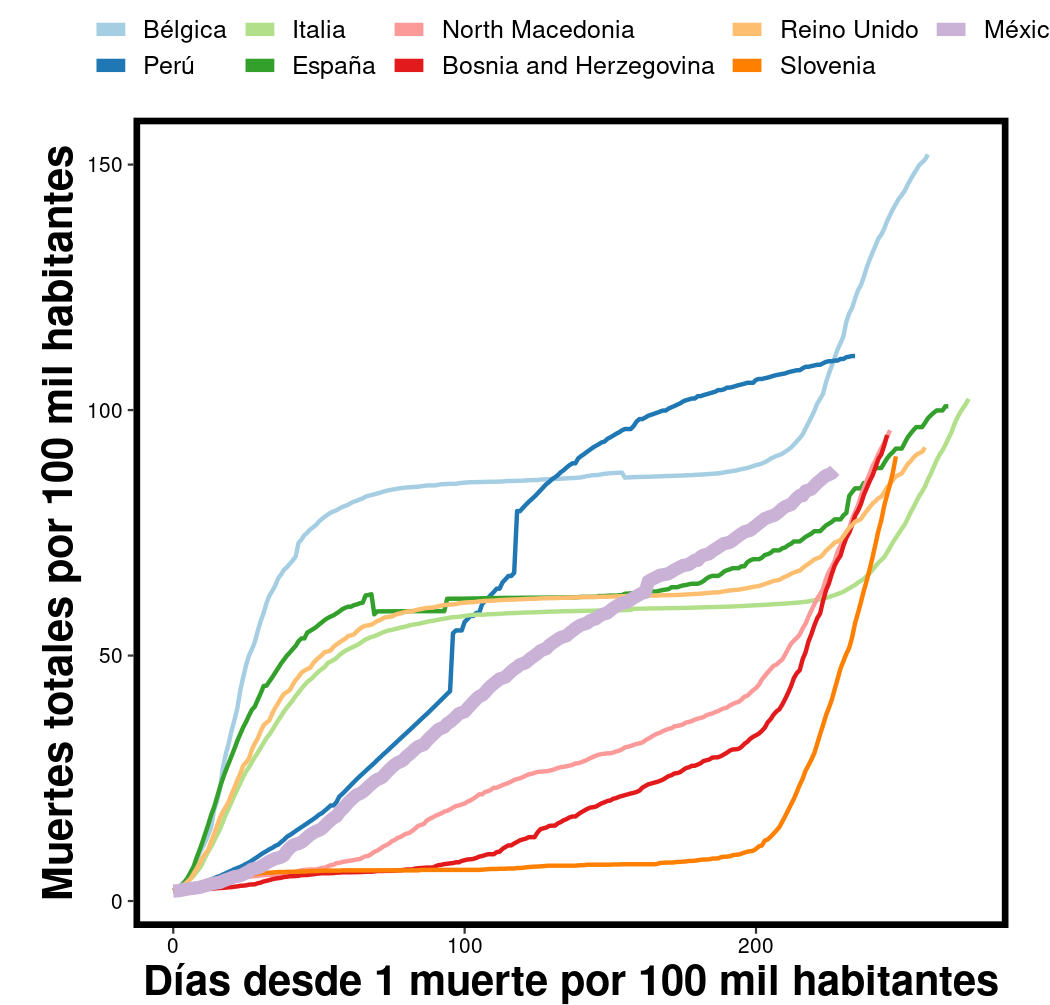 Bélgica Italia North Macedonia Reino Unido Méxic
Perú España Bosnia and Herzegovina Slovenia
Muertes totales por 100 mil habitantes
150
100
50
0
0 100 200
Días desde 1 muerte por 100 mil habitantes